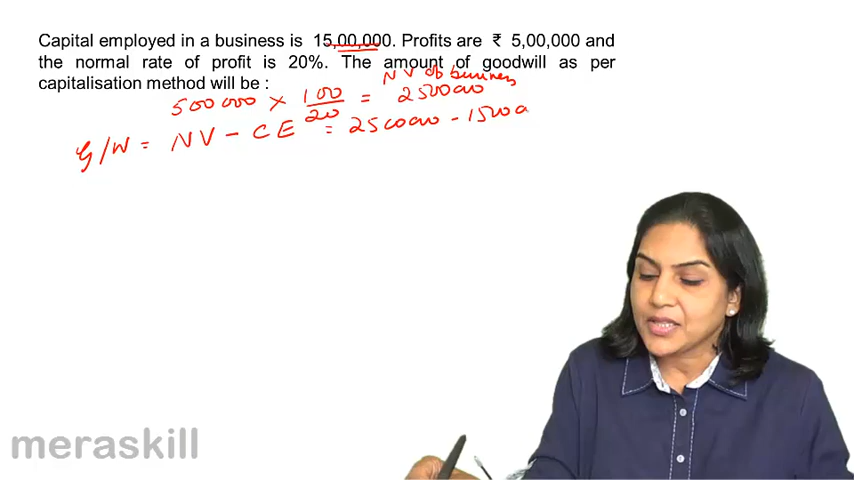 Capital employed in a business is 15,00,000. Profits are ₹ 5,00,000 and
the normal rate of profit is 20%. The amount of goodwill as per
capitalisation method will be :
NV of business
500000 × 100/20 = 2500000
G/W = NV - CE = 2500000 - 15000
meraskill